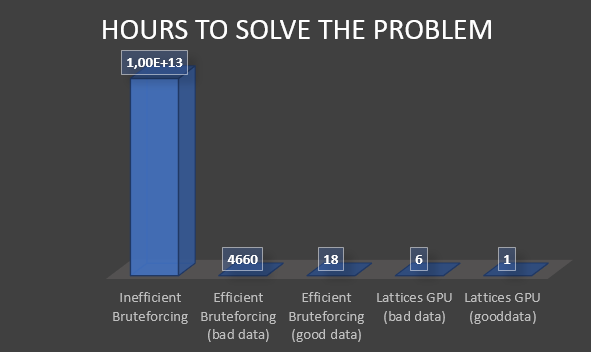 HOURS TO SOLVE THE PROBLEM
1,00E+13
4660
18
6
1
Inefficient
Bruteforcing
Efficient
Bruteforcing
(bad data)
Efficient
Bruteforcing
(good data)
Lattices GPU
(bad data)
Lattices GPU
(gooddata)